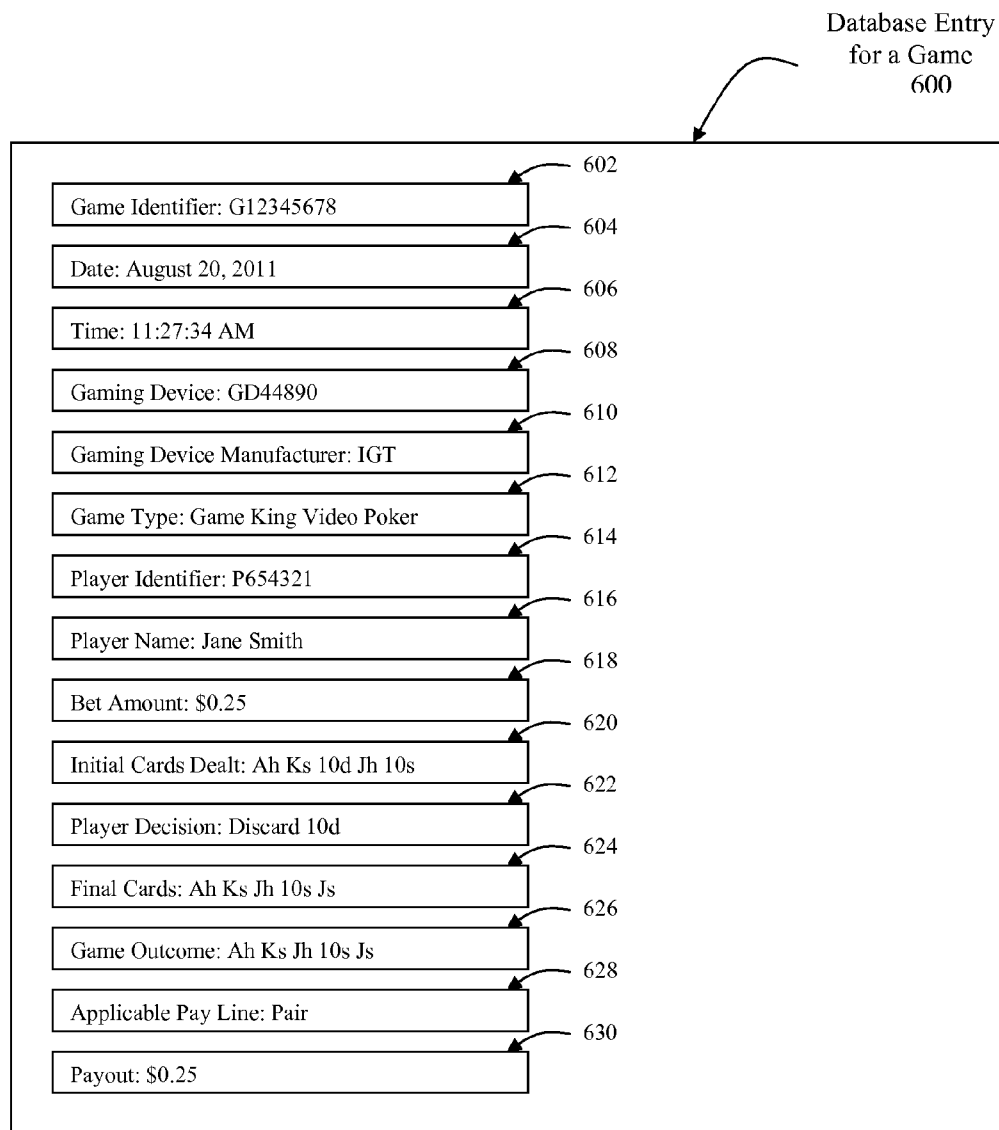 Database Entry
for a Game
600
602
Game Identifier: G12345678
604
Date: August 20, 2011
606
Time: 11:27:34 AM
608
Gaming Device: GD44890
610
Gaming Device Manufacturer: IGT
612
Game Type: Game King Video Poker
614
Player Identifier: P654321
616
Player Name: Jane Smith
618
Bet Amount: $0.25
620
Initial Cards Dealt: Ah Ks 10d Jh 10s
622
Player Decision: Discard 10d
624
Final Cards: Ah Ks Jh 10s Js
626
Game Outcome: Ah Ks Jh 10s Js
628
Applicable Pay Line: Pair
630
Payout: $0.25